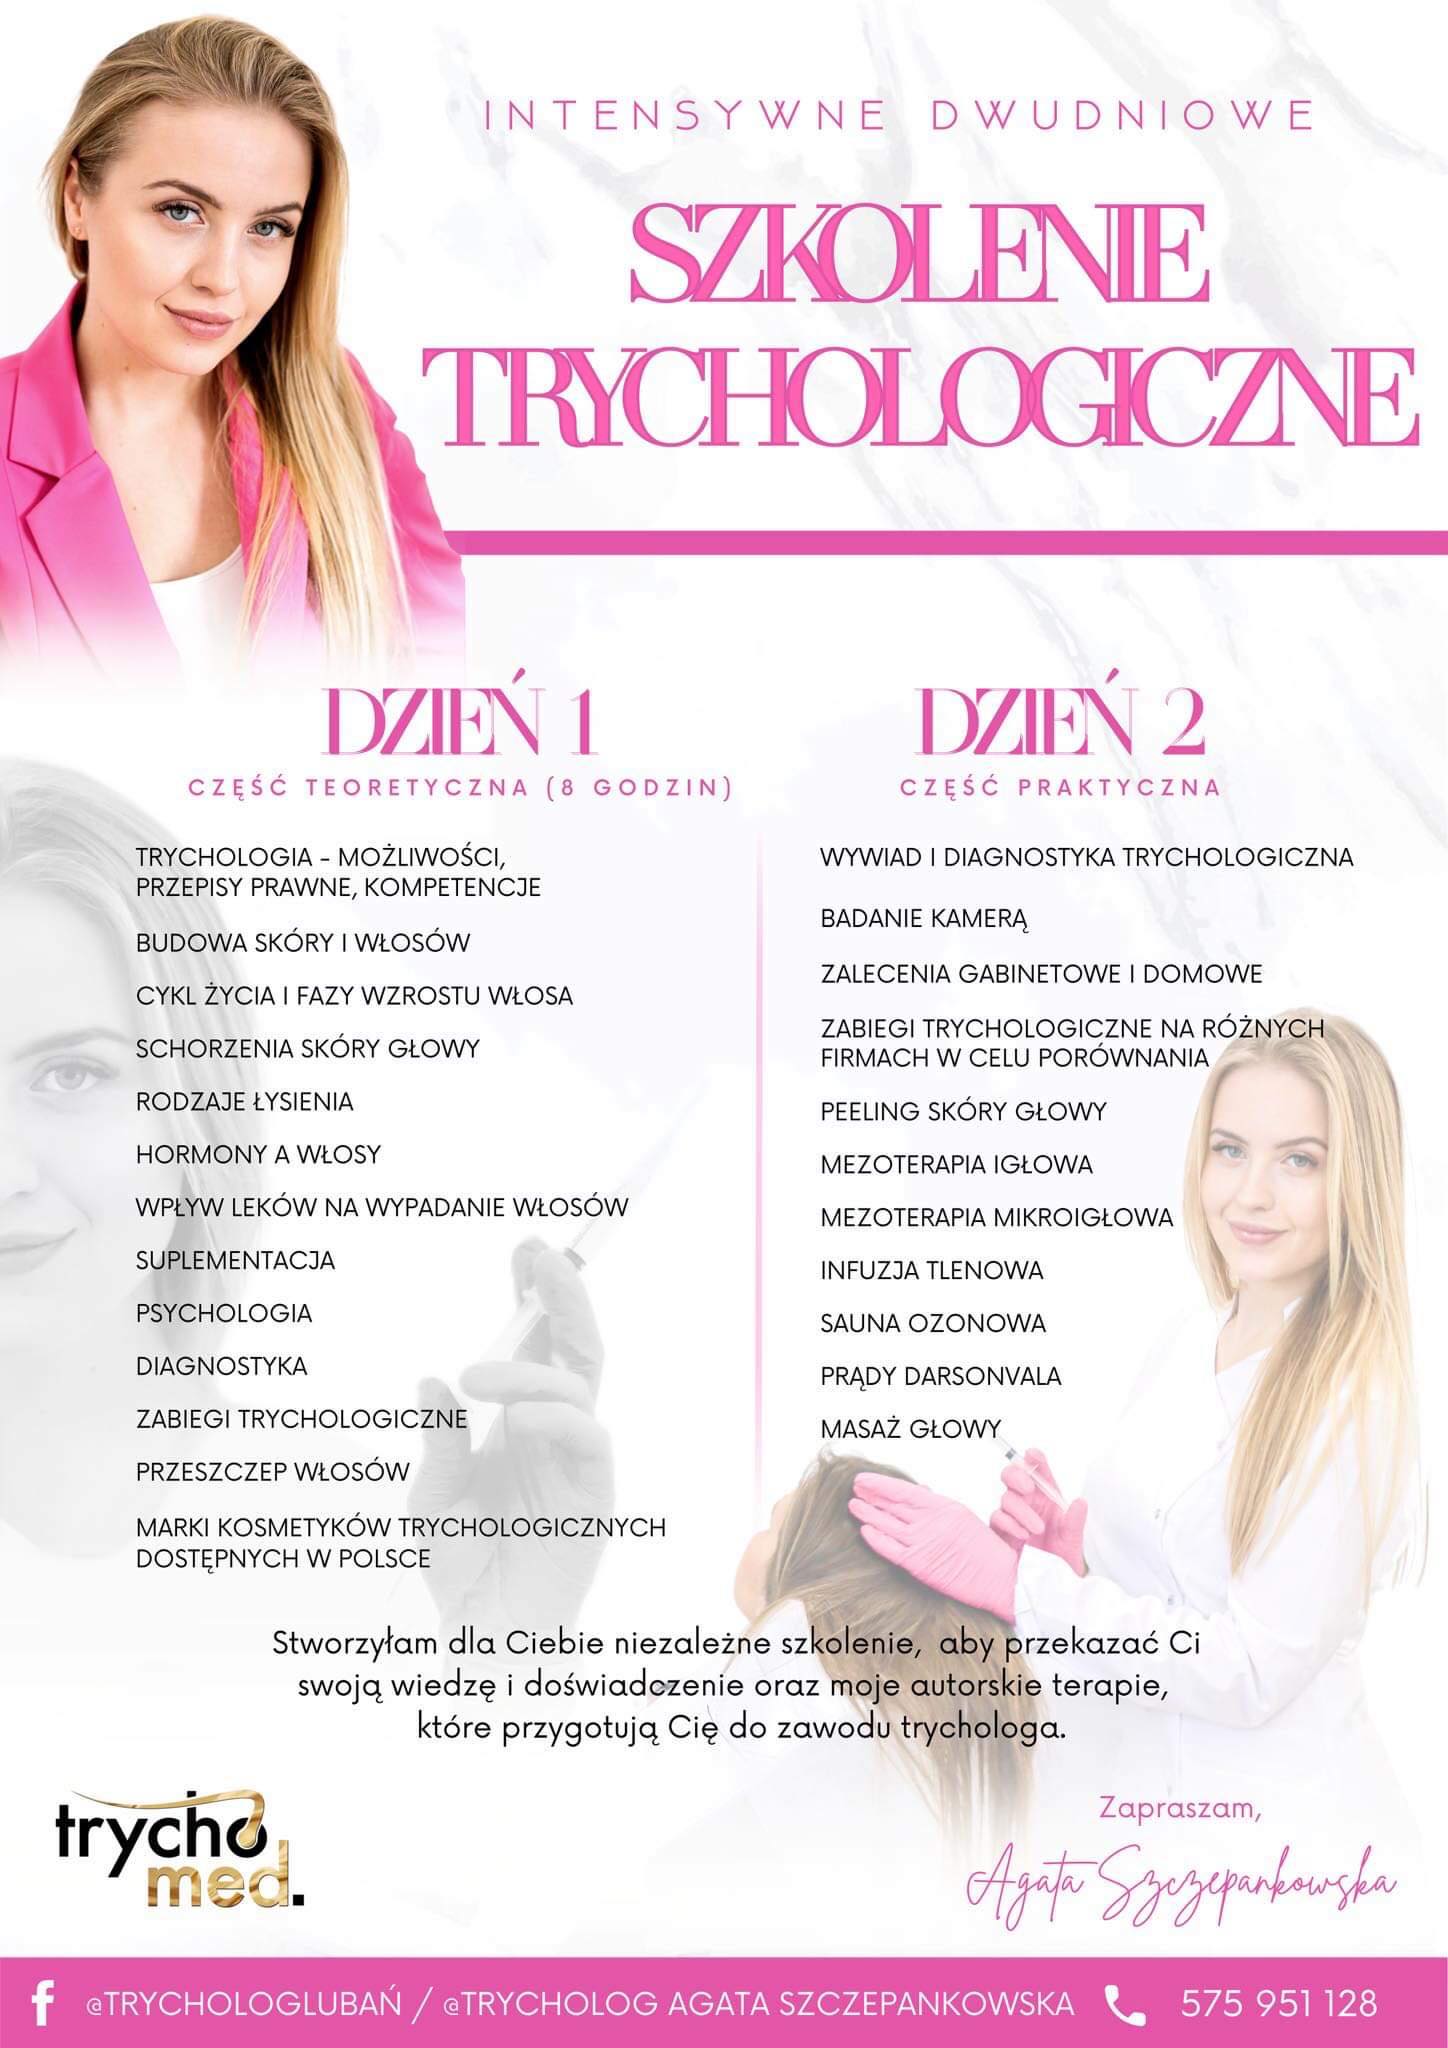 INTENSYWNE DWUDNIOWE
SZKOLENIE
TRYCHOLOGICZNE
DZIEŃ 1
CZĘŚĆ TEORETYCZNA (8 GODZIN)
TRYCHOLOGIA - MOŻLIWOŚCI,
PRZEPISY PRAWNE, KOMPETENCJE
BUDOWA SKÓRY I WŁOSÓW
CYKL ŻYCIA I FAZY WZROSTU WŁOSA
SCHORZENIA SKÓRY GŁOWY
RODZAJE ŁYSIENIA
HORMONY A WŁOSY
WPŁYW LEKÓW NA WYPADANIE WŁOSÓW
SUPLEMENTACJA
PSYCHOLOGIA
DIAGNOSTYKA
ZABIEGI TRYCHOLOGICZNE
PRZESZCZEP WŁOSÓW
MARKI KOSMETYKÓW TRYCHOLOGICZNYCH
DOSTĘPNYCH W POLSCE
DZIEŃ 2
CZĘŚĆ PRAKTYCZNA
WYWIAD I DIAGNOSTYKA TRYCHOLOGICZNA
BADANIE KAMERĄ
ZALECENIA GABINETOWE I DOMOWE
ZABIEGI TRYCHOLOGICZNE NA RÓŻNYCH
FIRMACH W CELU PORÓWNANIA
PEELING SKÓRY GŁOWY
MEZOTERAPIA IGŁOWA
MEZOTERAPIA MIKROIGŁOWA
INFUZJA TLENOWA
SAUNA OZONOWA
PRĄDY DARSONVALA
MASAŻ GŁOWY
Stworzyłam dla Ciebie niezależne szkolenie, aby przekazać Ci
swoją wiedzę i doświadczenie oraz moje autorskie terapie,
które przygotują Cię do zawodu trychologa.
trycho
med.
Zapraszam,
Agata Szczepankowska
f @TRYCHOLOGLUBAŃ / @TRYCHOLOG AGATA SZCZEPANKOWSKA 575 951 128